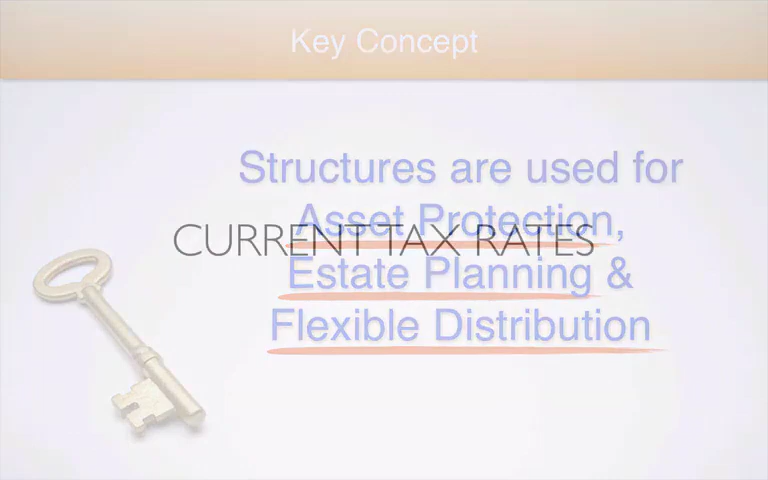 Key Concept
Structures are used for
Asset Protection,
CURRENT TAX RATES
Estate Planning &
Flexible Distribution